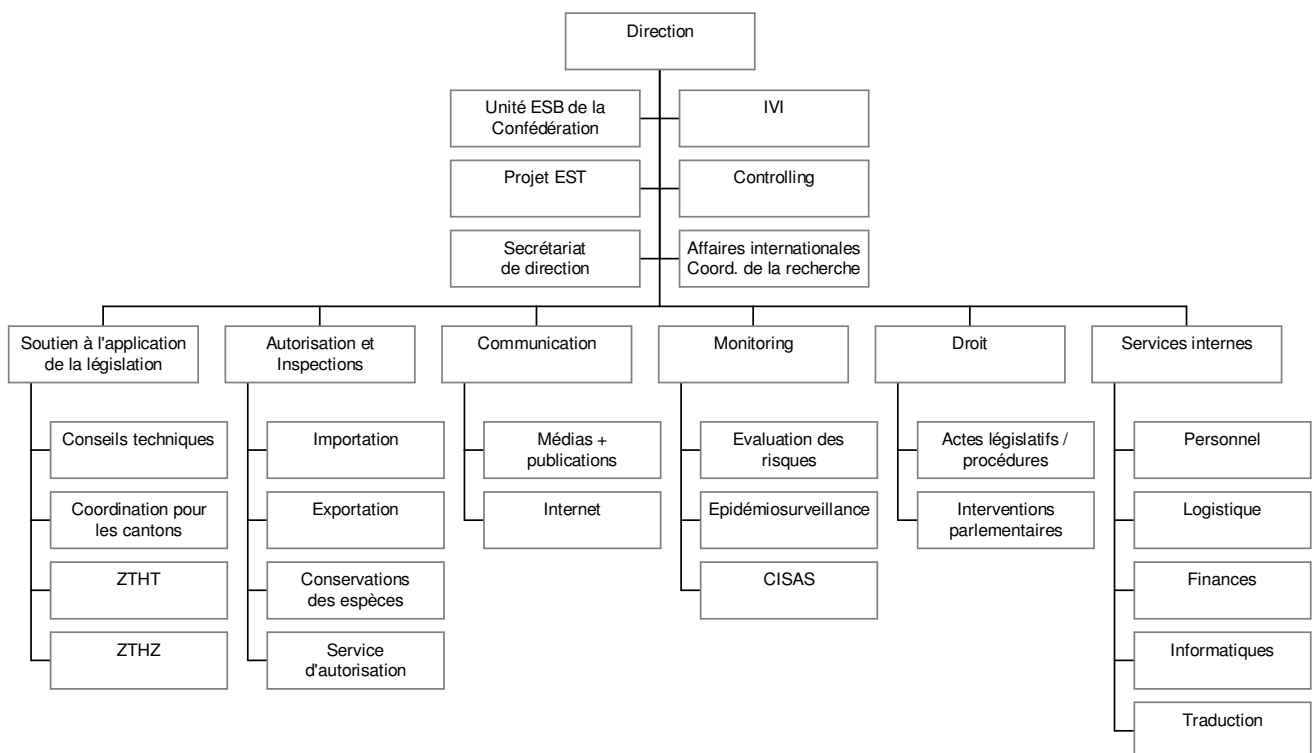 Direction
Unité ESB de la
Confédération
IVI
Projet EST
Controlling
Secrétariat
de direction
Affaires internationales
Coord. de la recherche
Soutien à l'application
de la législation
Autorisation et
Inspections
Communication
Monitoring
Droit
Services internes
Conseils techniques
Coordination pour
les cantons
ZTHT
ZTHZ
Importation
Exportation
Conservations
des espèces
Service
d'autorisation
Médias +
publications
Internet
Evaluation des
risques
Epidémiosurveillance
CISAS
Actes législatifs /
procédures
Interventions
parlementaires
Personnel
Logistique
Finances
Informatiques
Traduction